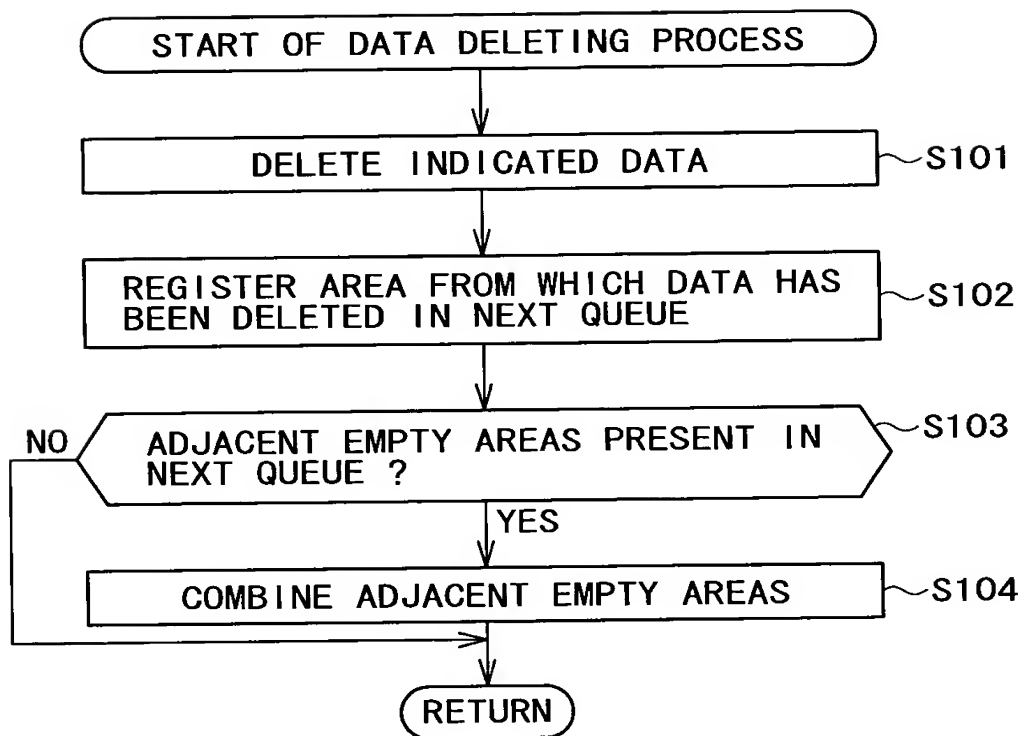 START OF DATA DELETING PROCESS
DELETE INDICATED DATA
S101
REGISTER AREA FROM WHICH DATA HAS
BEEN DELETED IN NEXT QUEUE
S102
NO
ADJACENT EMPTY AREAS PRESENT IN
NEXT QUEUE ?
S103
YES
COMBINE ADJACENT EMPTY AREAS
S104
RETURN